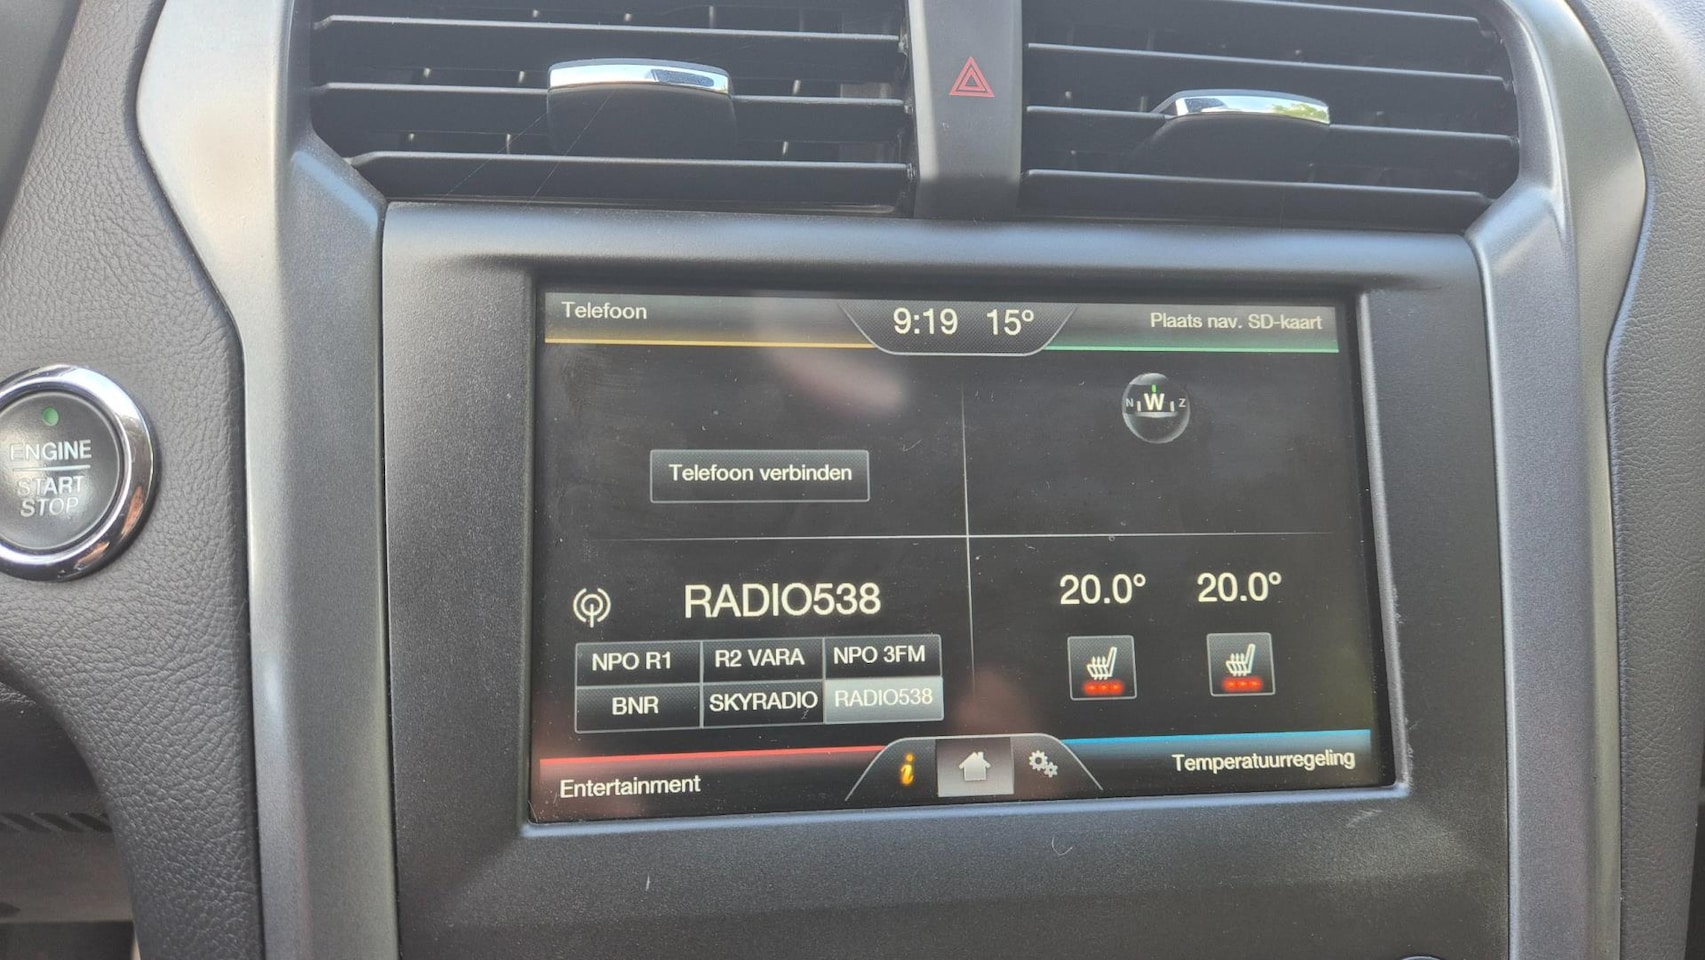 Telefoon
9:19 15°
Plaats nav. SD-kaart
N W Z
Telefoon verbinden
ENGINE
START
STOP
RADIO538
20.0° 20.0°
NPO R1 R2 VARA NPO 3FM
BNR SKYRADIO RADIO538
Entertainment
i
Temperatuurregeling